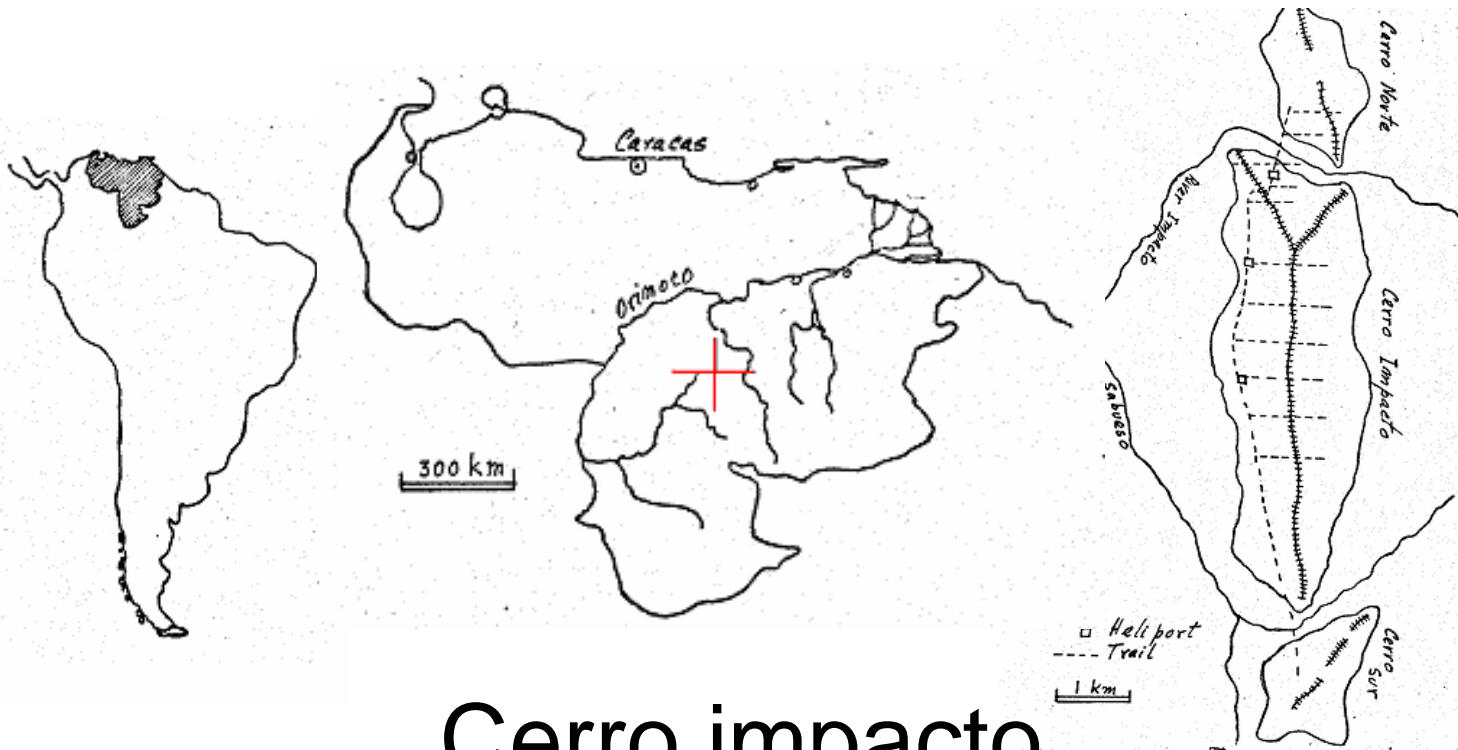 Caracas
Orinoco
300 km
Cerro Norte
River Impacto
Cerro Impacto
Sabueso
Heliport
Trail
1 km
Cerro
Sur
Cerro impacto